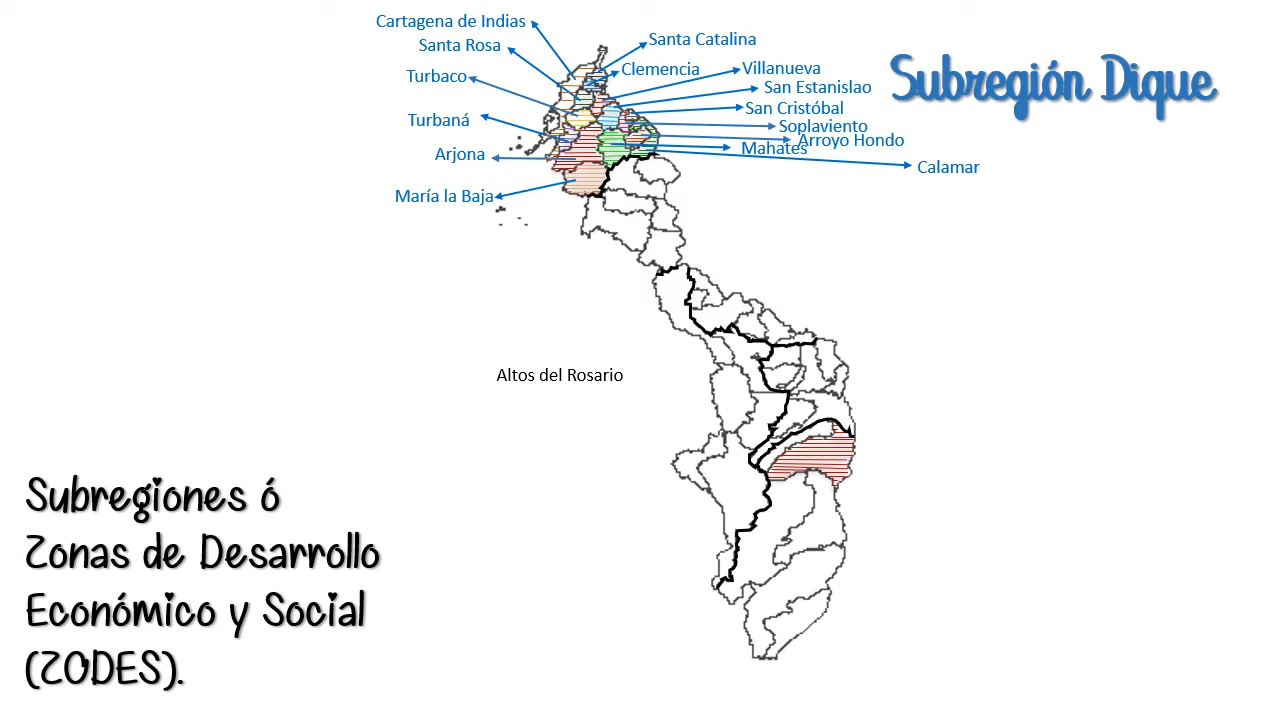 Cartagena de Indias
Santa Rosa
Turbaco
Turbaná
Arjona
María la Baja
Santa Catalina
Clemencia
Villanueva
San Estanislao
San Cristóbal
Soplaviento
Arroyo Hondo
Mahates
Calamar
Subregión Dique
Altos del Rosario
Subregiones ó
Zonas de Desarrollo
Económico y Social
(ZODES).